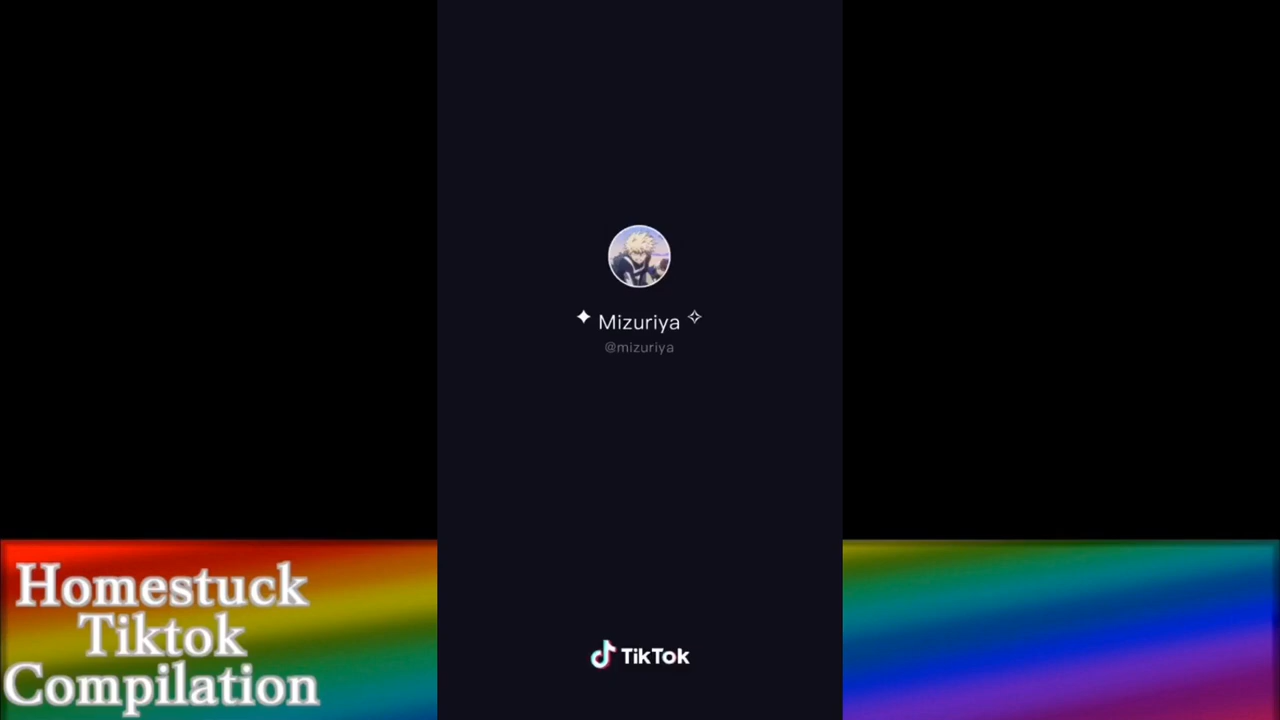 ✦ Mizuriya ✧
@mizuriya
TikTok
Homestuck
Tiktok
Compilation